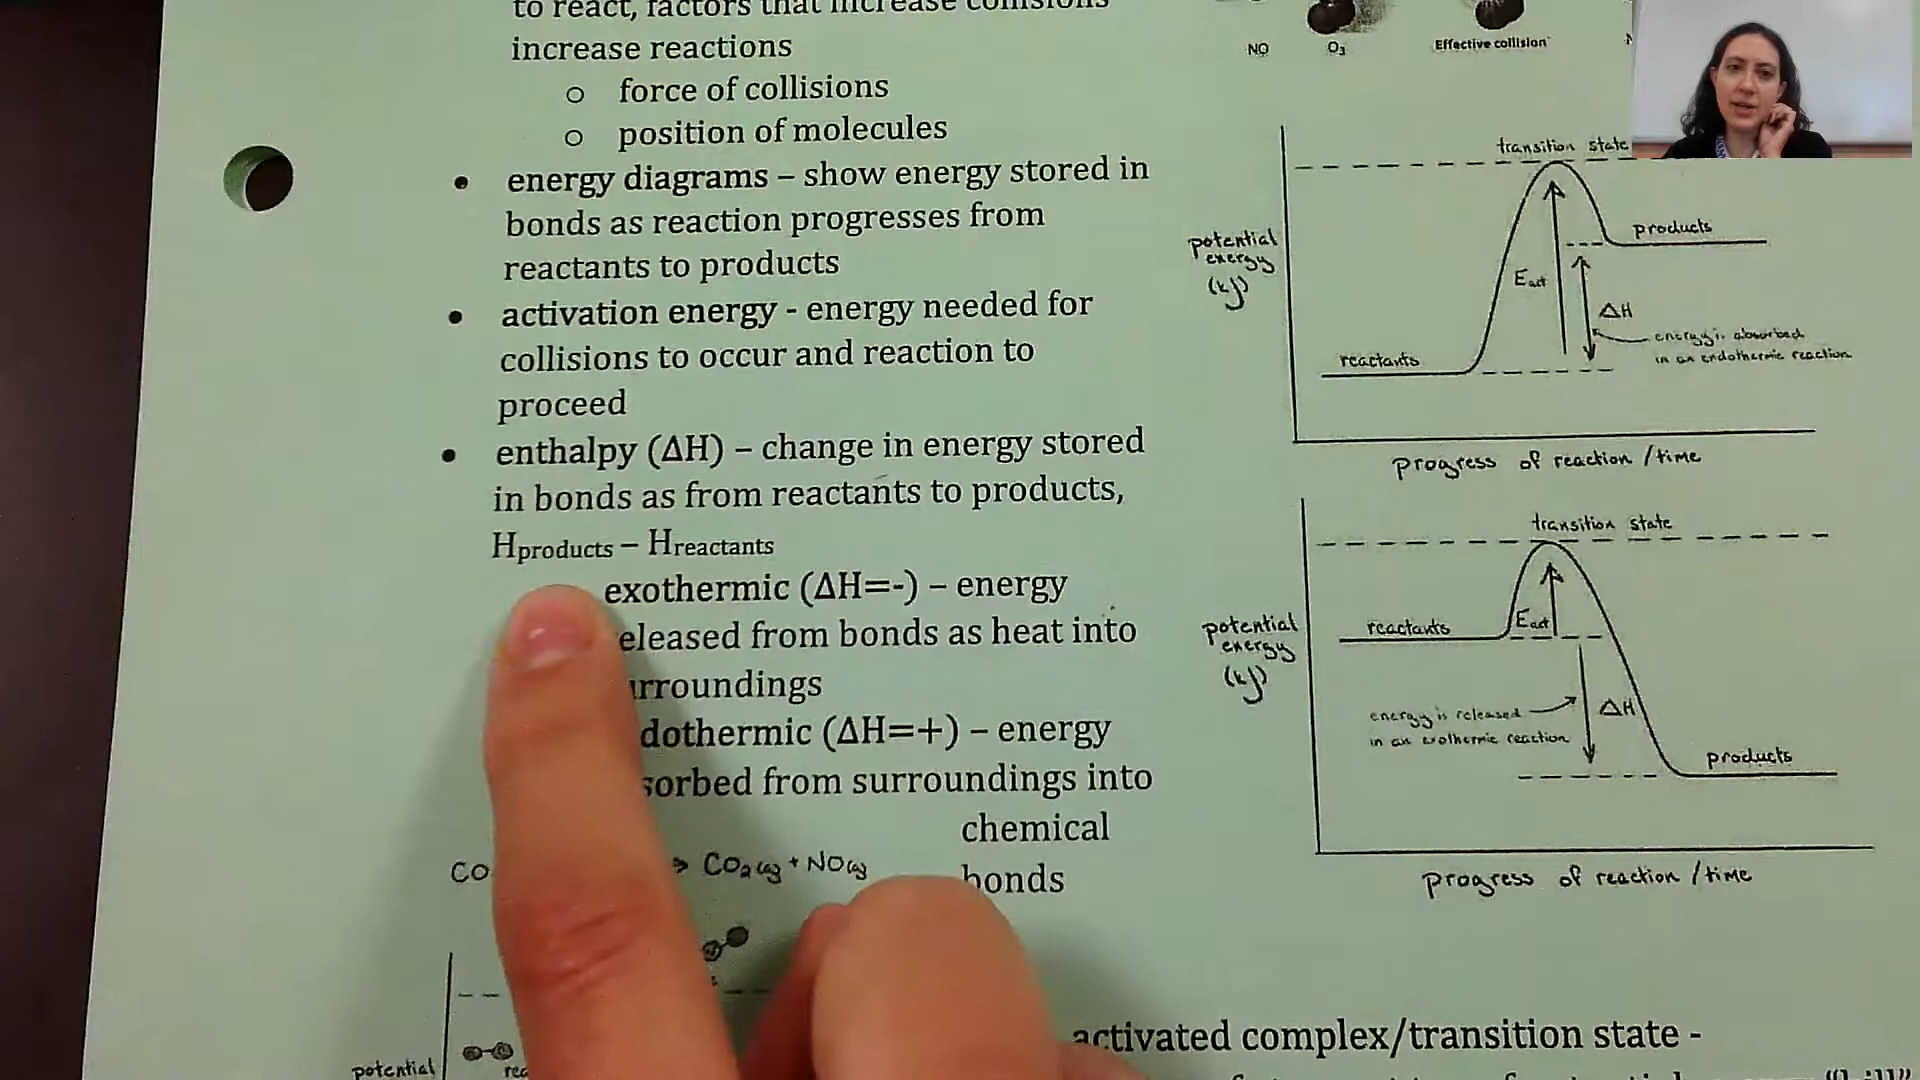 to react, factors that increase collisions
increase reactions
o force of collisions
o position of molecules
• energy diagrams – show energy stored in
bonds as reaction progresses from
reactants to products
• activation energy - energy needed for
collisions to occur and reaction to
proceed
• enthalpy (ΔH) – change in energy stored
in bonds as from reactants to products,
Hproducts – Hreactants
exothermic (ΔH=-) – energy
eleased from bonds as heat into
urroundings
dothermic (ΔH=+) – energy
sorbed from surroundings into
chemical
bonds
CO
→ CO2(g) + NO(g)
potential
rea
NO
O3
Effective collision
transition state
potential
energy
(kJ)
products
Eact
ΔH
energy is absorbed
in an endothermic reaction
reactants
progress of reaction / time
transition state
potential
energy
(kJ)
reactants
Eact
energy is released
in an exothermic reaction
ΔH
products
progress of reaction / time
activated complex/transition state -